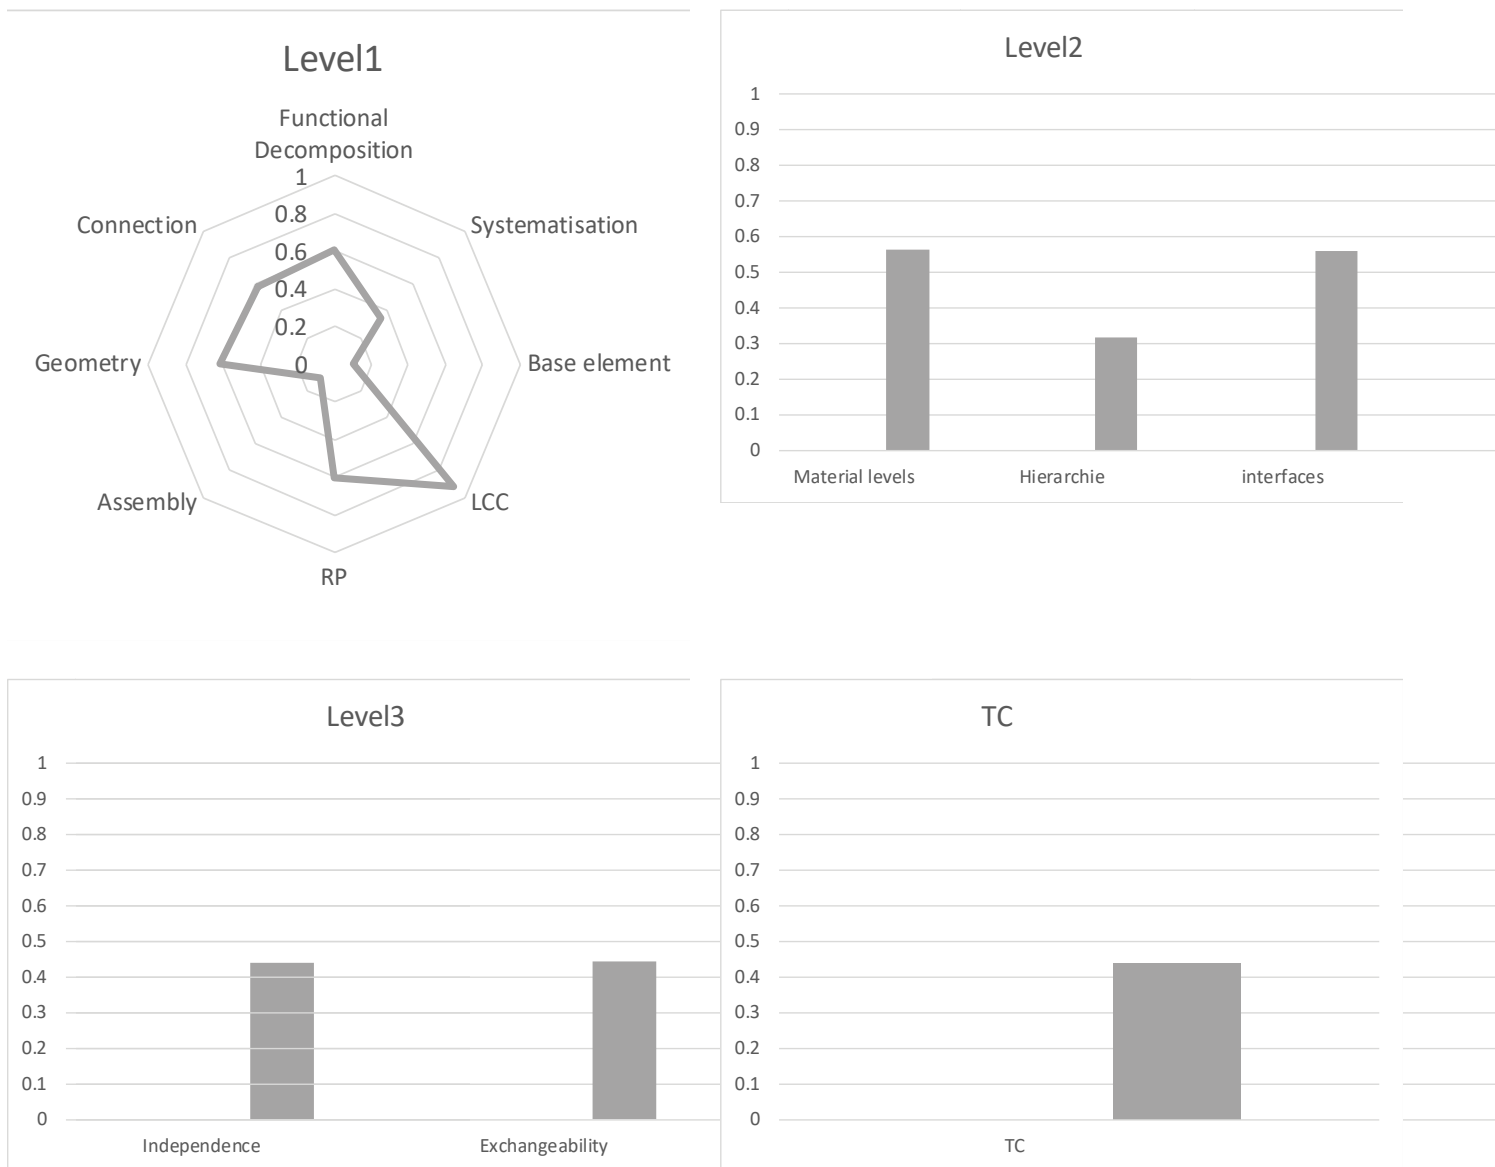 Level1
Functional
Decomposition
1
Connection
0.8
Systematisation
0.6
0.4
0.2
Geometry
0
Base element
Assembly
LCC
RP
Level2
1
0.9
0.8
0.7
0.6
0.5
0.4
0.3
0.2
0.1
0
Material levels Hierarchie interfaces
Level3
1
0.9
0.8
0.7
0.6
0.5
0.4
0.3
0.2
0.1
0
Independence Exchangeability
TC
1
0.9
0.8
0.7
0.6
0.5
0.4
0.3
0.2
0.1
0
TC